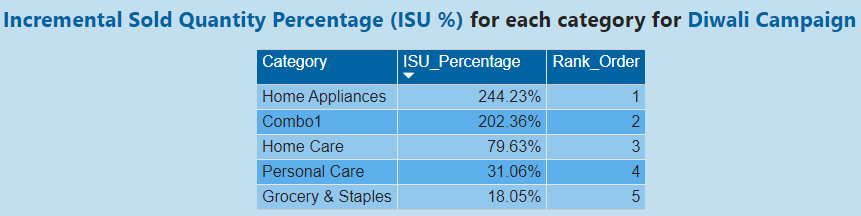 Incremental Sold Quantity Percentage (ISU %) for each category for Diwali Campaign
Category ISU_Percentage Rank_Order
Home Appliances 244.23% 1
Combo1 202.36% 2
Home Care 79.63% 3
Personal Care 31.06% 4
Grocery & Staples 18.05% 5